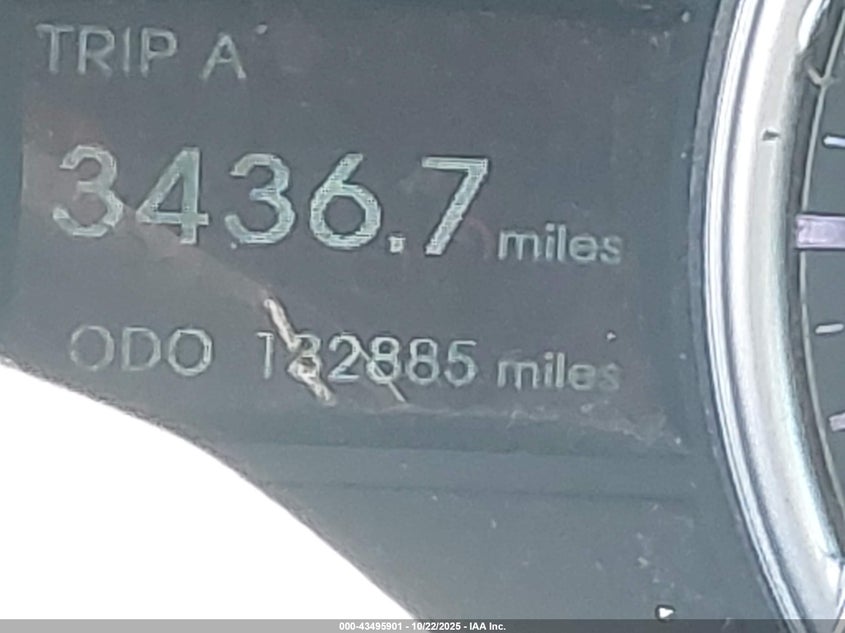 TRIP A
3436.7 miles
ODO 132885 miles
000-43495901 - 10/22/2025 - IAA Inc.